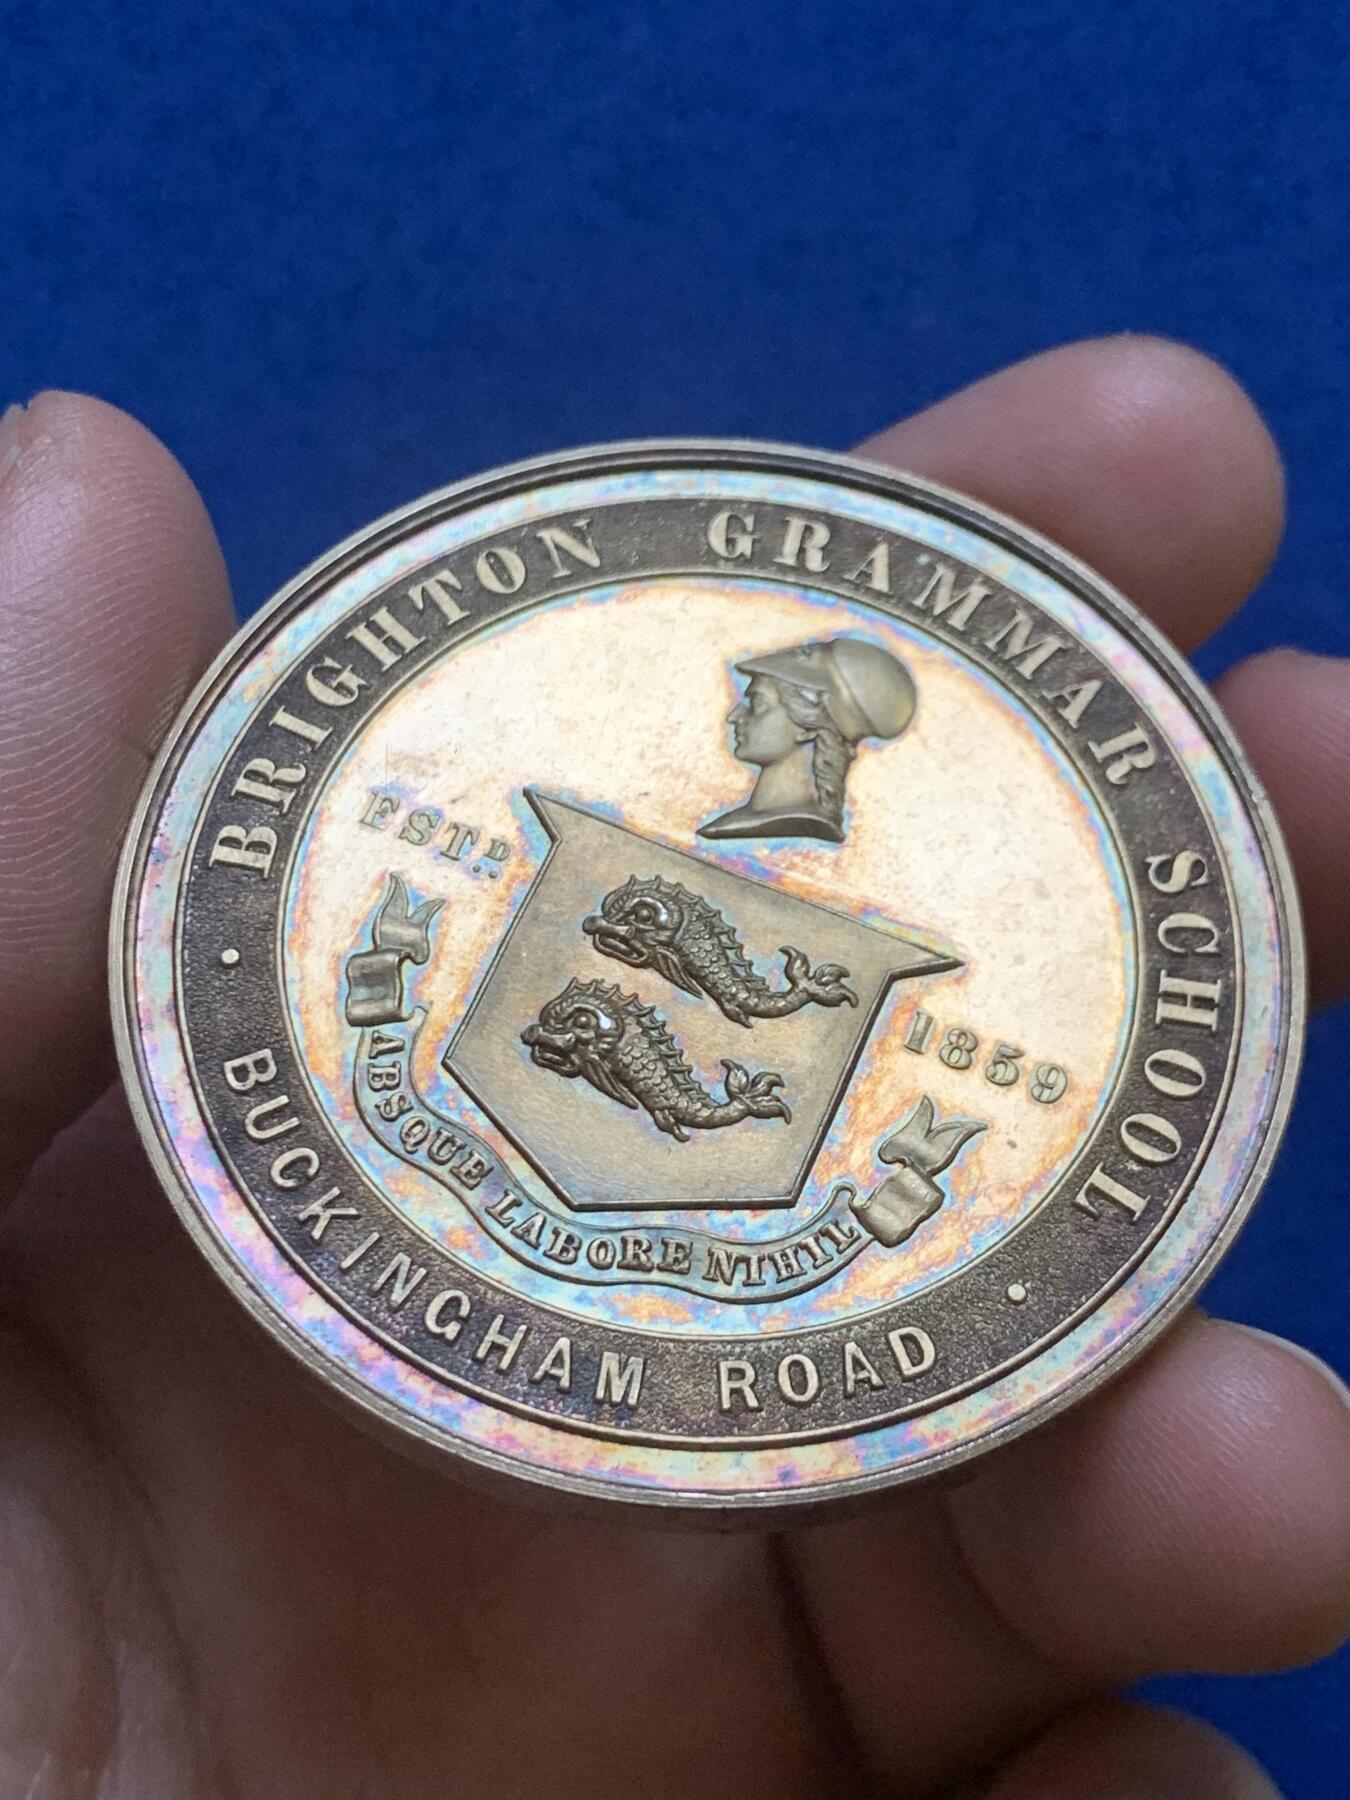 BRIGHTON GRAMMAR SCHOOL
ESTD. 1859
ABSQUE LABORE NIHIL
BUCKINGHAM ROAD